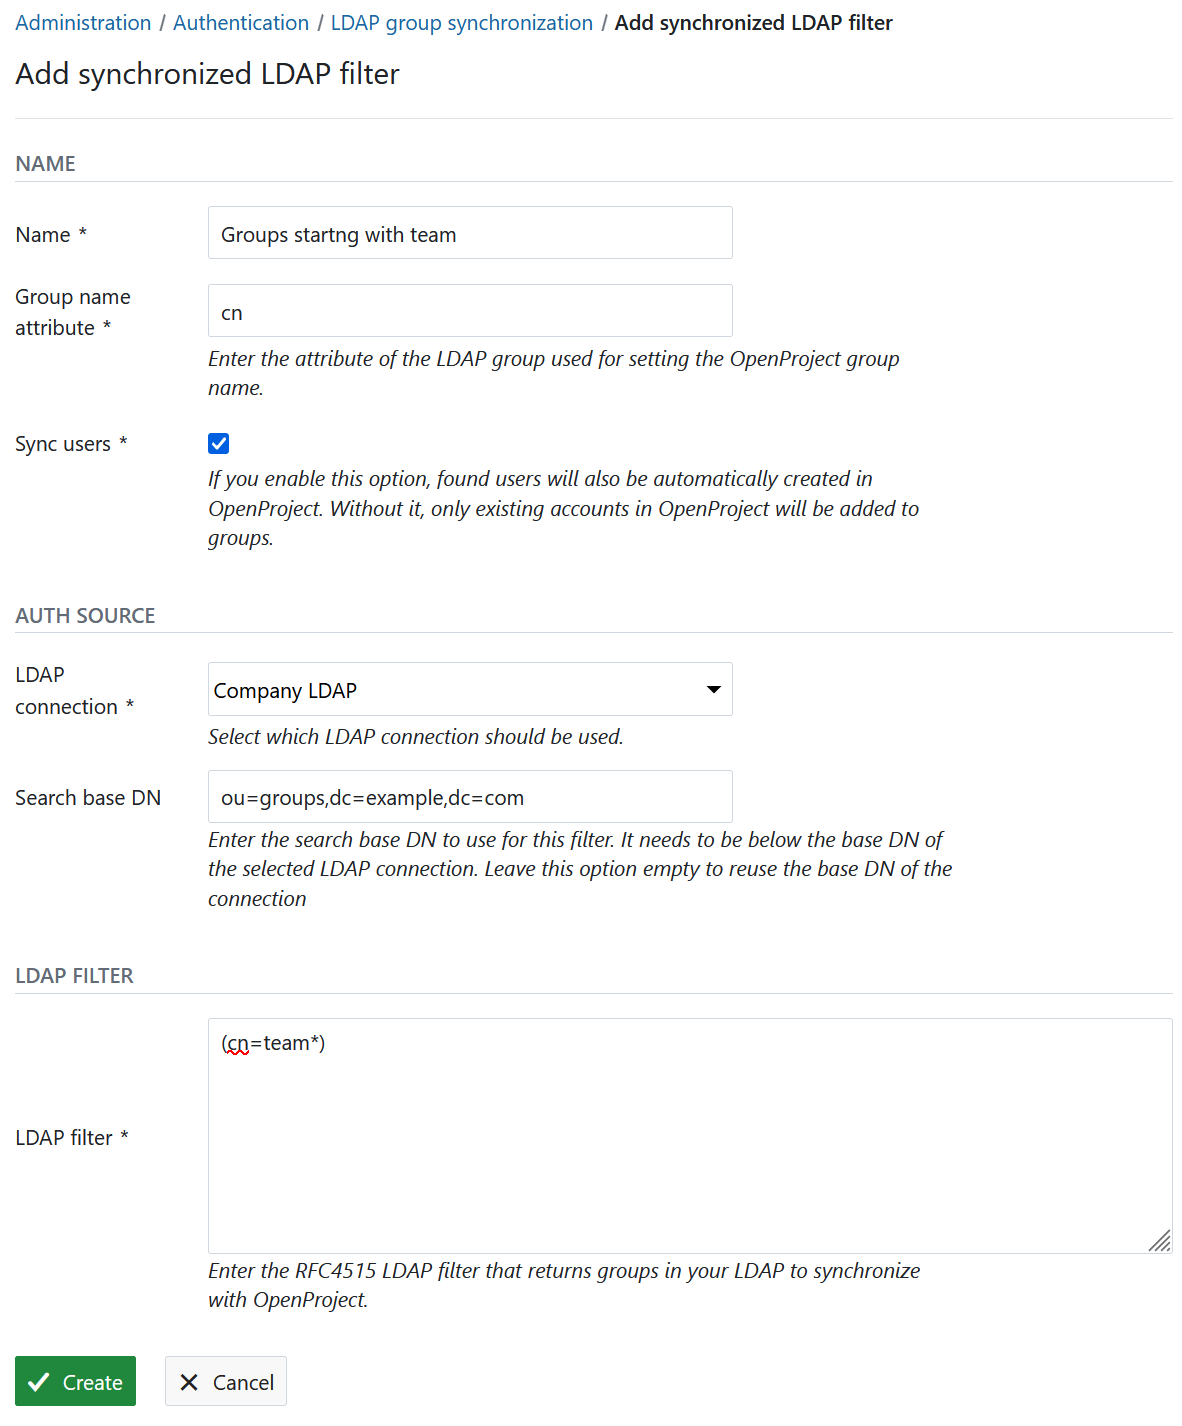 Administration / Authentication / LDAP group synchronization / Add synchronized LDAP filter
Add synchronized LDAP filter
NAME
Name *
Groups startng with team
Group name
attribute *
cn
Enter the attribute of the LDAP group used for setting the OpenProject group
name.
Sync users *
If you enable this option, found users will also be automatically created in
OpenProject. Without it, only existing accounts in OpenProject will be added to
groups.
AUTH SOURCE
LDAP
connection *
Company LDAP
Select which LDAP connection should be used.
Search base DN
ou=groups,dc=example,dc=com
Enter the search base DN to use for this filter. It needs to be below the base DN of
the selected LDAP connection. Leave this option empty to reuse the base DN of the
connection
LDAP FILTER
LDAP filter *
(cn=team*)
Enter the RFC4515 LDAP filter that returns groups in your LDAP to synchronize
with OpenProject.
Create
Cancel